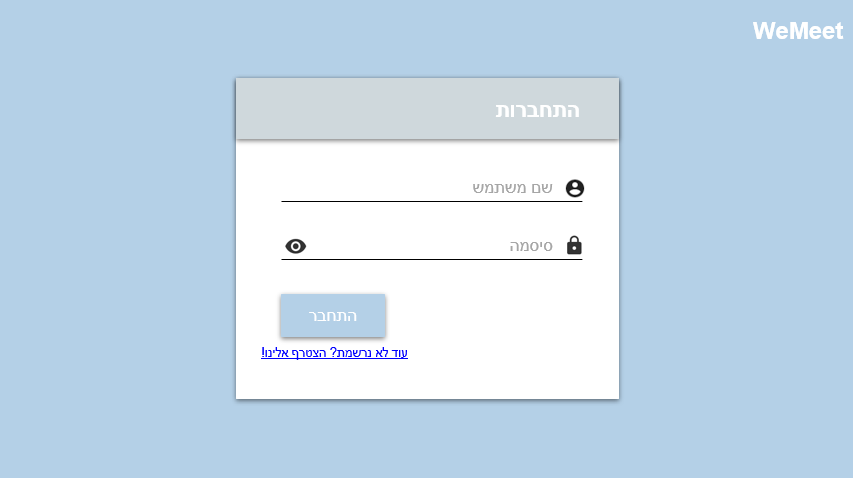 WeMeet
התחברות
שם משתמש
סיסמה
התחבר
עוד לא נרשמת? הצטרף אלינו!